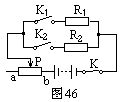 K₁ R₁
K₂ R₂
P
a b K
图46